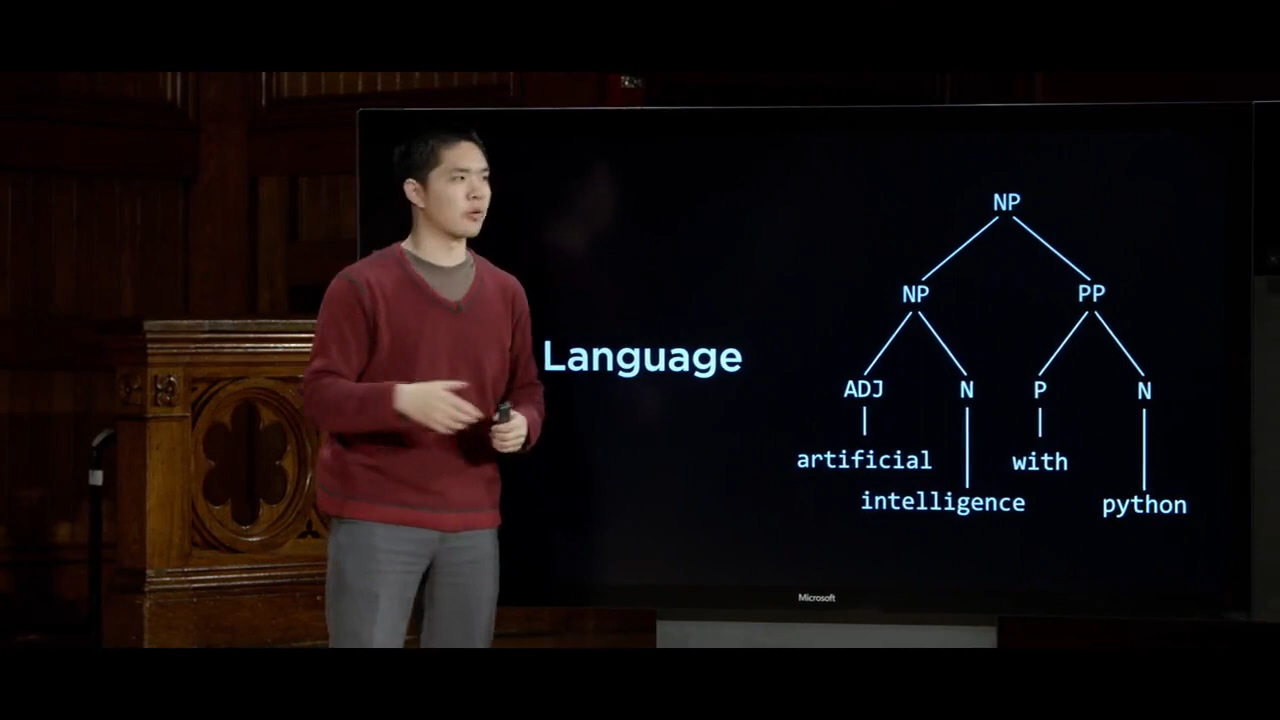 Language
NP
NP PP
ADJ N P N
artificial with
intelligence python
Microsoft